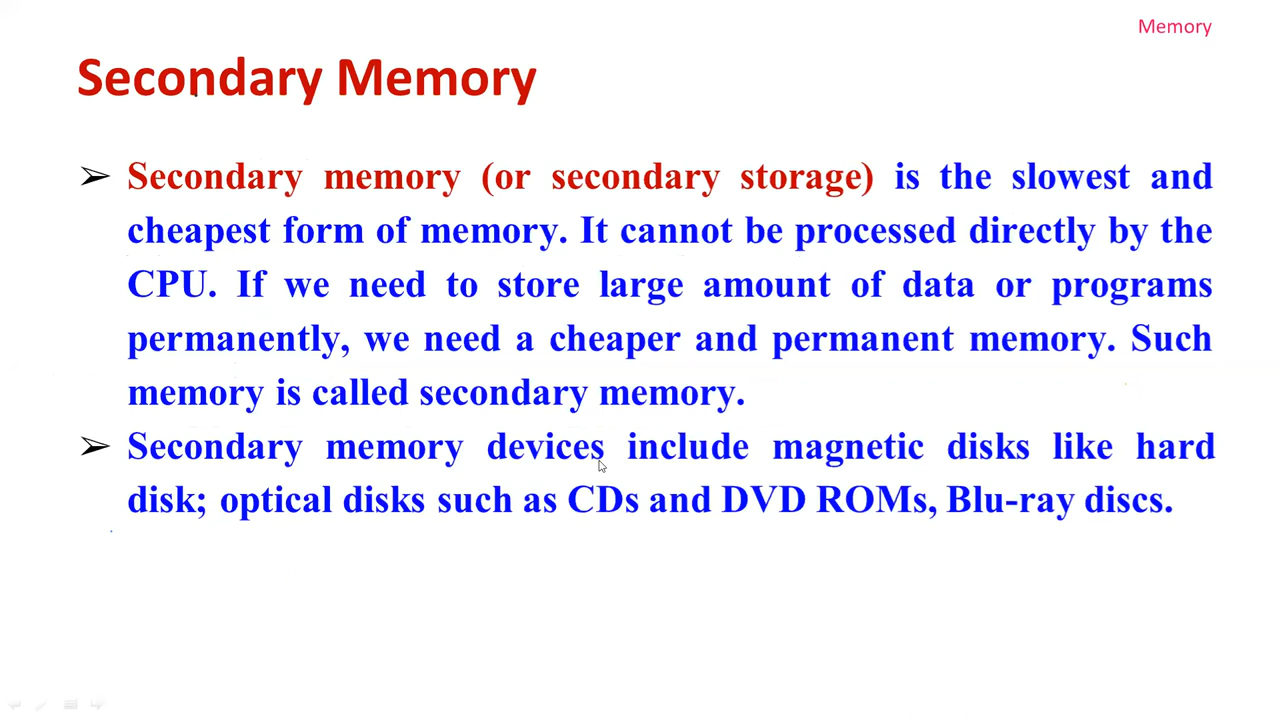 Memory
Secondary Memory
➢ Secondary memory (or secondary storage) is the slowest and
cheapest form of memory. It cannot be processed directly by the
CPU. If we need to store large amount of data or programs
permanently, we need a cheaper and permanent memory. Such
memory is called secondary memory.
➢ Secondary memory devices include magnetic disks like hard
disk; optical disks such as CDs and DVD ROMs, Blu-ray discs.